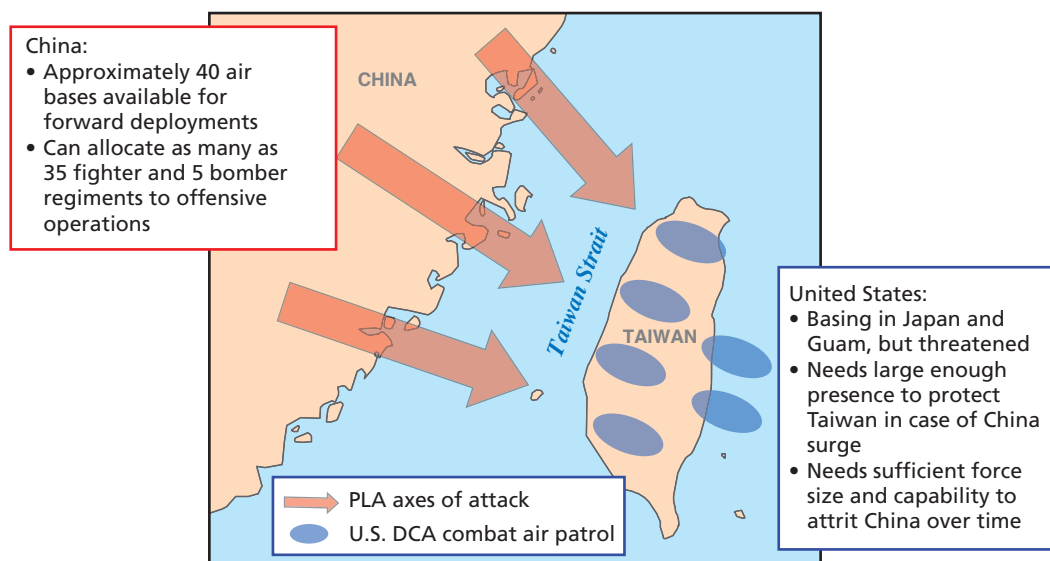 China:
• Approximately 40 air
bases available for
forward deployments
• Can allocate as many as
35 fighter and 5 bomber
regiments to offensive
operations
CHINA
Taiwan Strait
TAIWAN
United States:
• Basing in Japan and
Guam, but threatened
• Needs large enough
presence to protect
Taiwan in case of China
surge
• Needs sufficient force
size and capability to
attrit China over time
PLA axes of attack
U.S. DCA combat air patrol